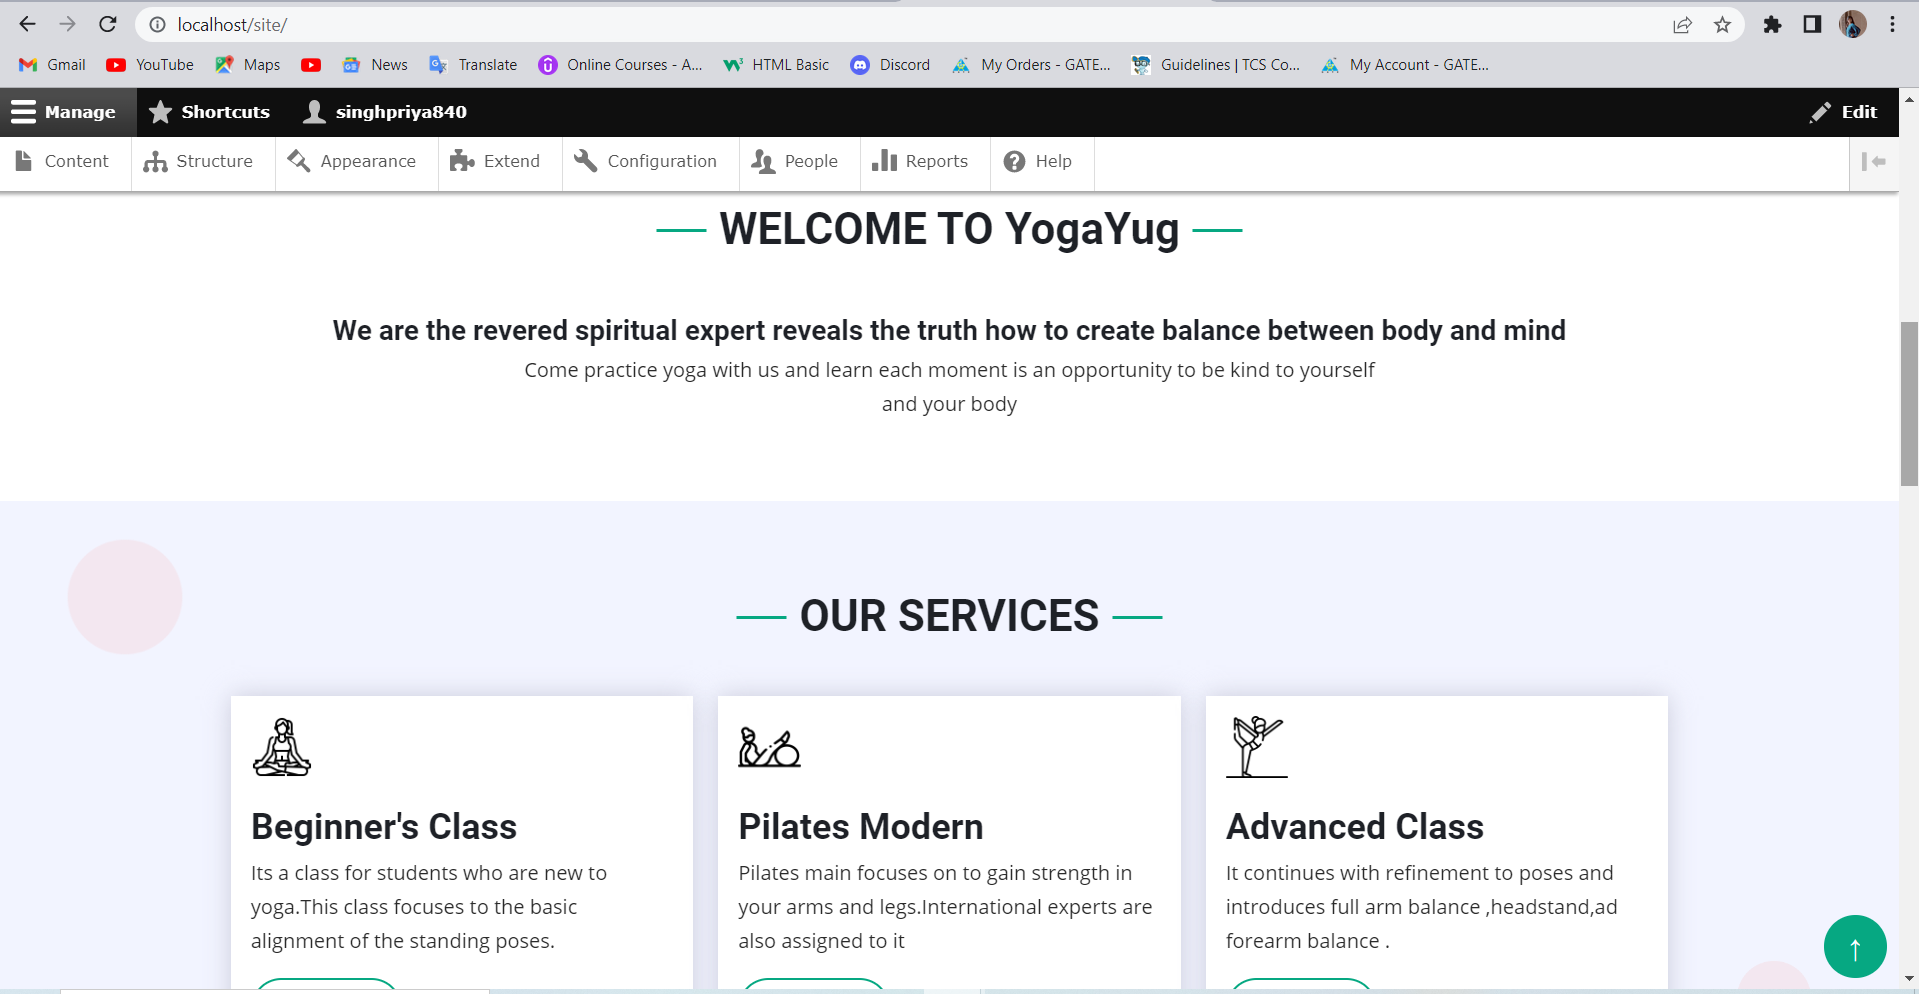 localhost/site/
Gmail YouTube Maps News Translate Online Courses - A... HTML Basic Discord My Orders - GATE... Guidelines | TCS Co... My Account - GATE...
Manage Shortcuts singhpriya840 Edit
Content Structure Appearance Extend Configuration People Reports Help
WELCOME TO YogaYug
We are the revered spiritual expert reveals the truth how to create balance between body and mind
Come practice yoga with us and learn each moment is an opportunity to be kind to yourself
and your body
OUR SERVICES
Beginner's Class
Its a class for students who are new to
yoga.This class focuses to the basic
alignment of the standing poses.
Pilates Modern
Pilates main focuses on to gain strength in
your arms and legs.International experts are
also assigned to it
Advanced Class
It continues with refinement to poses and
introduces full arm balance ,headstand,ad
forearm balance .